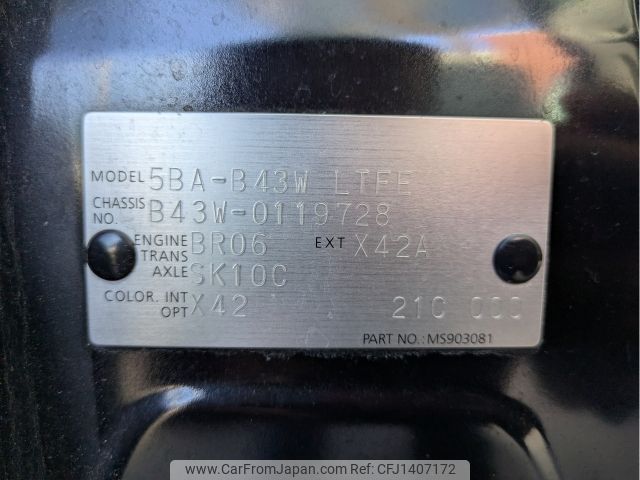 MODEL 5BA-B43W LTFE
CHASSIS NO. B43W-0119728
ENGINE BR06 EXT X42A
TRANS AXLE SK10C
COLOR. INT OPT X42 21C 000
PART NO.: MS903081
www.CarFromJapan.com | Ref No: CFJ1407172